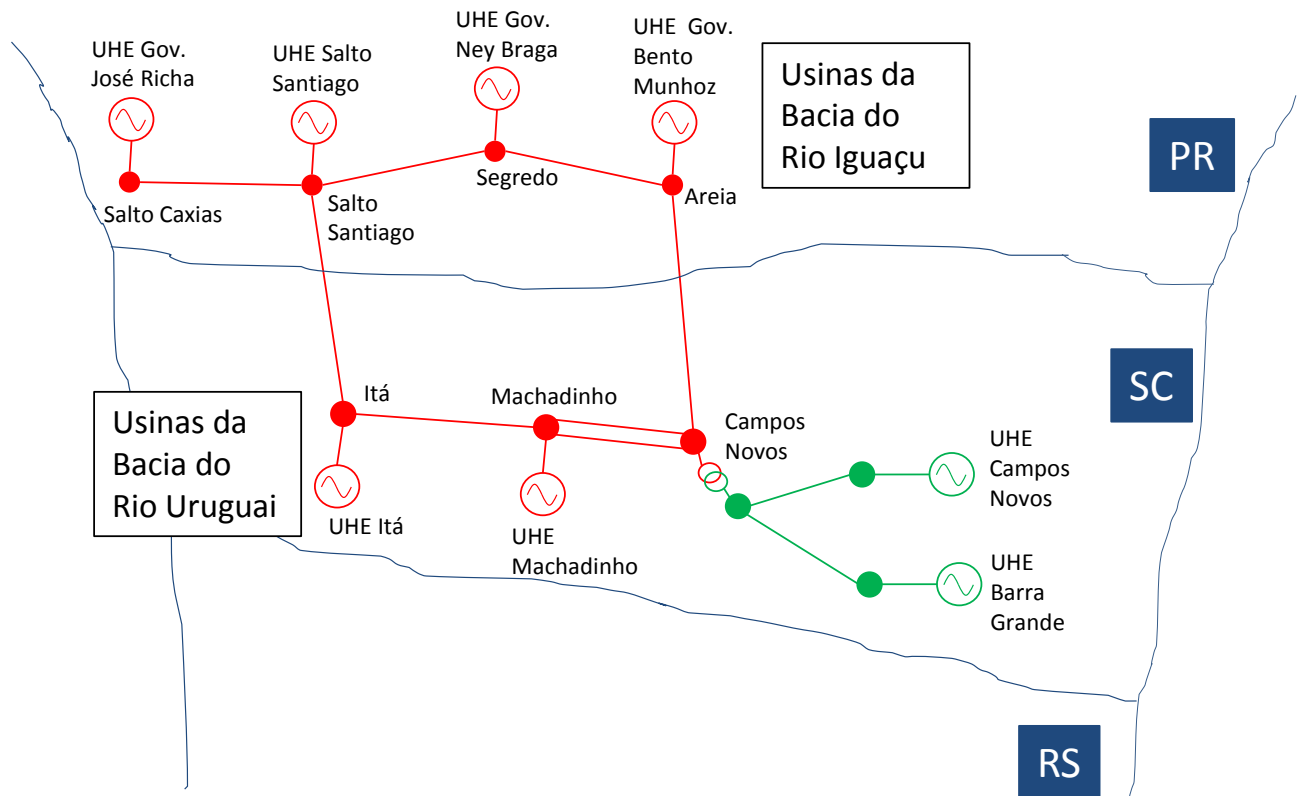 UHE Gov.
José Richa
UHE Salto
Santiago
UHE Gov.
Ney Braga
UHE Gov.
Bento
Munhoz
Usinas da
Bacia do
Rio Iguaçu
PR
Salto Caxias
Salto
Santiago
Segredo
Areia
SC
Usinas da
Bacia do
Rio Uruguai
Itá
Machadinho
Campos
Novos
UHE
Campos
Novos
UHE Itá
UHE
Machadinho
UHE
Barra
Grande
RS